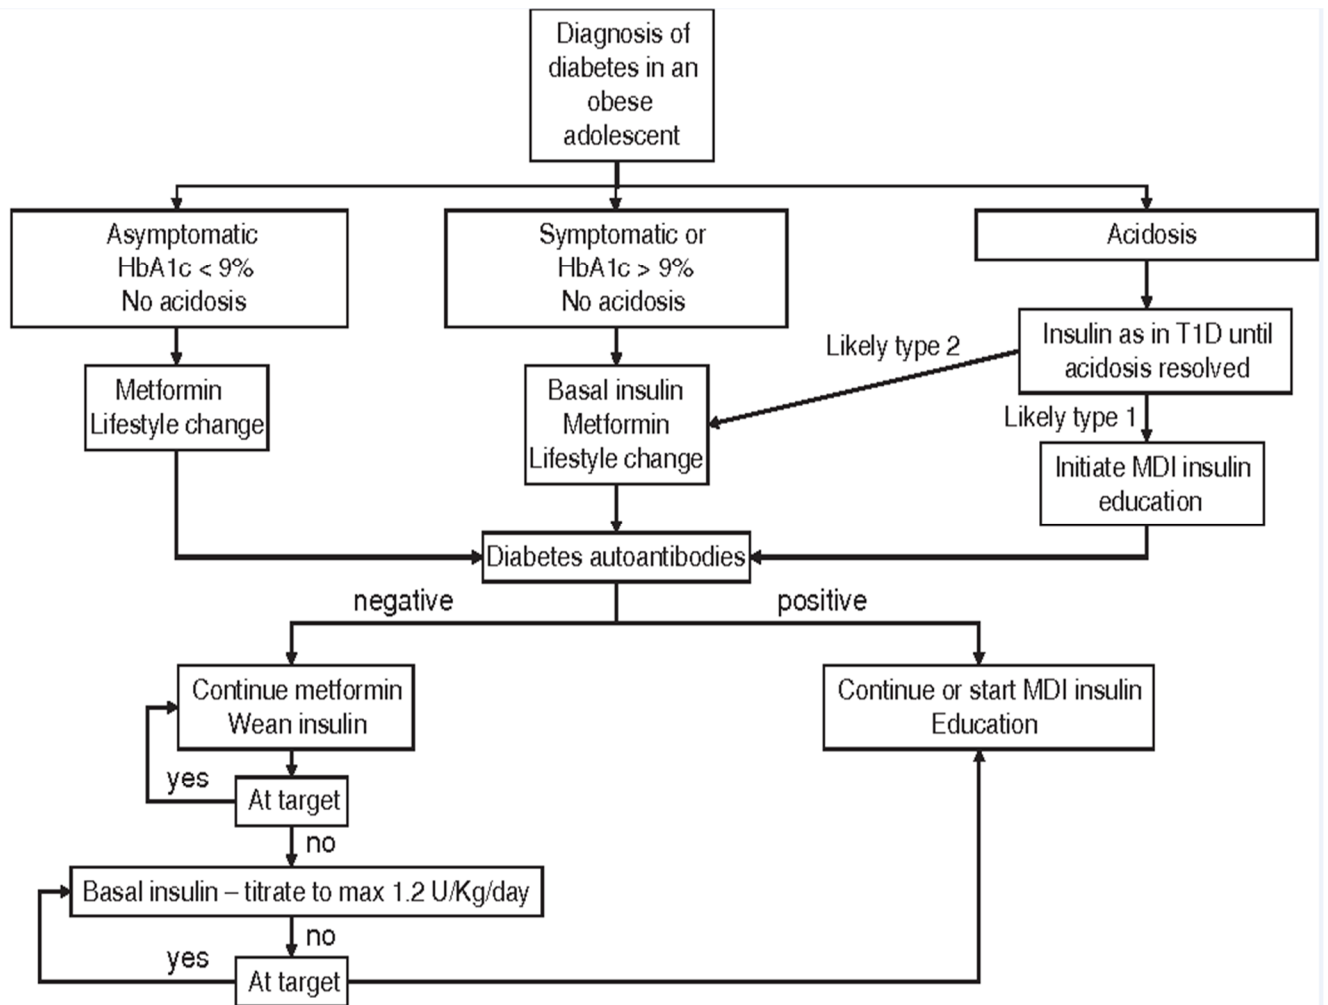 Diagnosis of
diabetes in an
obese
adolescent
Asymptomatic
HbA1c < 9%
No acidosis
Symptomatic or
HbA1c > 9%
No acidosis
Acidosis
Metformin
Lifestyle change
Basal insulin
Metformin
Lifestyle change
Likely type 2
Insulin as in T1D until
acidosis resolved
Likely type 1
Initiate MDI insulin
education
Diabetes autoantibodies
negative
positive
Continue metformin
Wean insulin
Continue or start MDI insulin
Education
yes
At target
no
Basal insulin – titrate to max 1.2 U/Kg/day
no
yes
At target